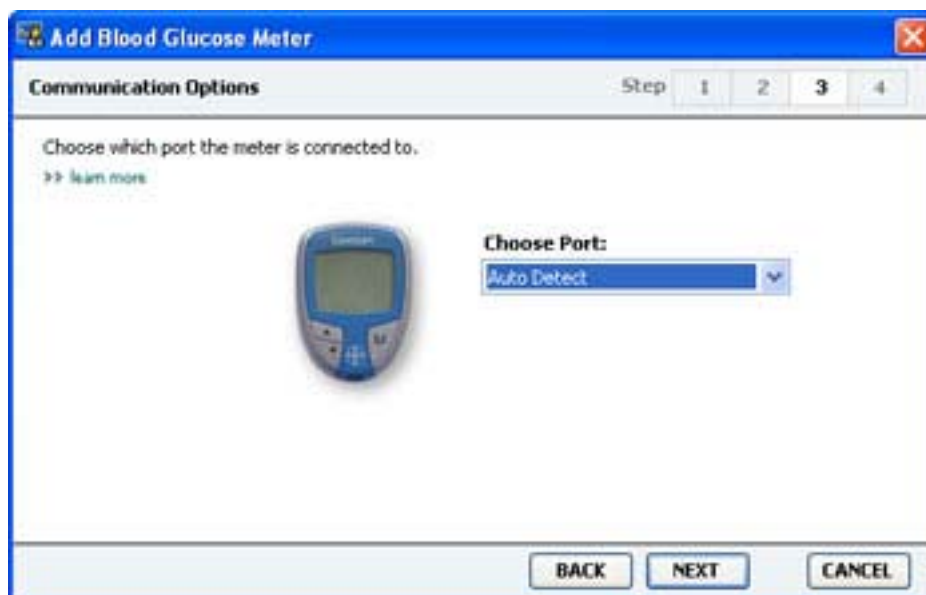 Add Blood Glucose Meter
Communication Options
Step 1 2 3 4
Choose which port the meter is connected to.
>> learn more
Choose Port:
Auto Detect
BACK NEXT CANCEL